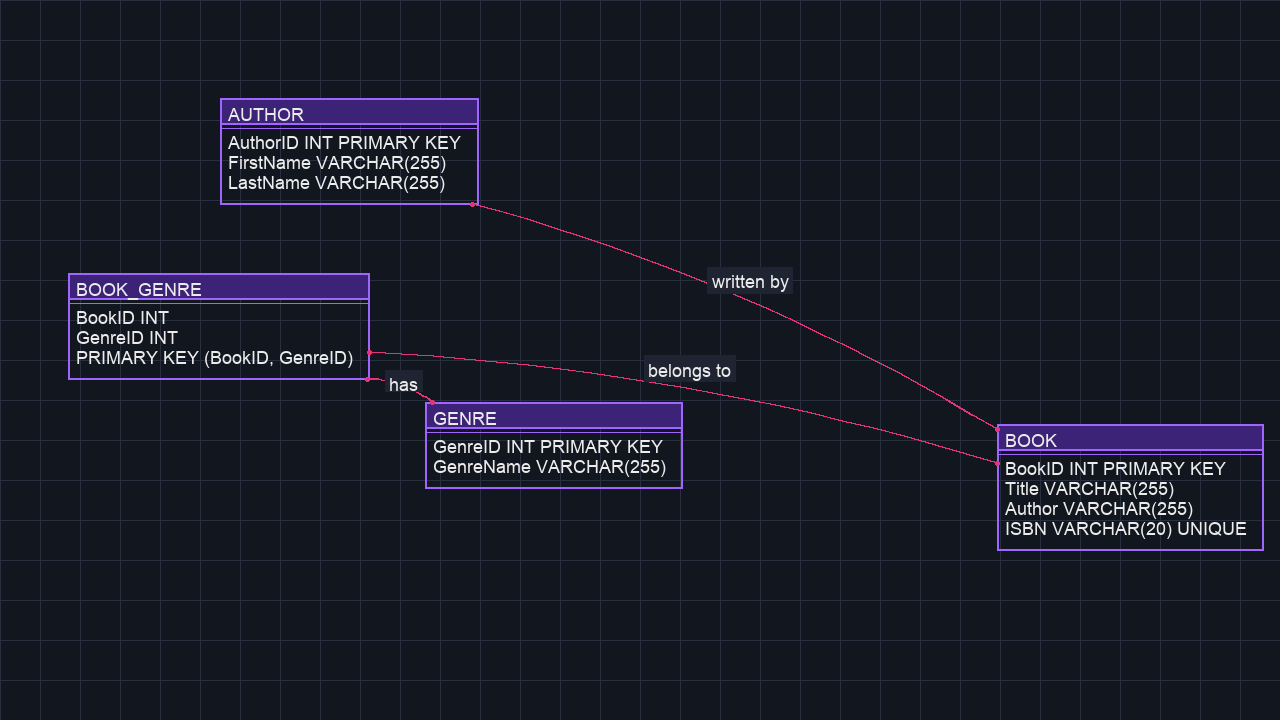 AUTHOR
AuthorID INT PRIMARY KEY
FirstName VARCHAR(255)
LastName VARCHAR(255)
written by
BOOK_GENRE
BookID INT
GenreID INT
PRIMARY KEY (BookID, GenreID)
belongs to
has
GENRE
GenreID INT PRIMARY KEY
GenreName VARCHAR(255)
BOOK
BookID INT PRIMARY KEY
Title VARCHAR(255)
Author VARCHAR(255)
ISBN VARCHAR(20) UNIQUE